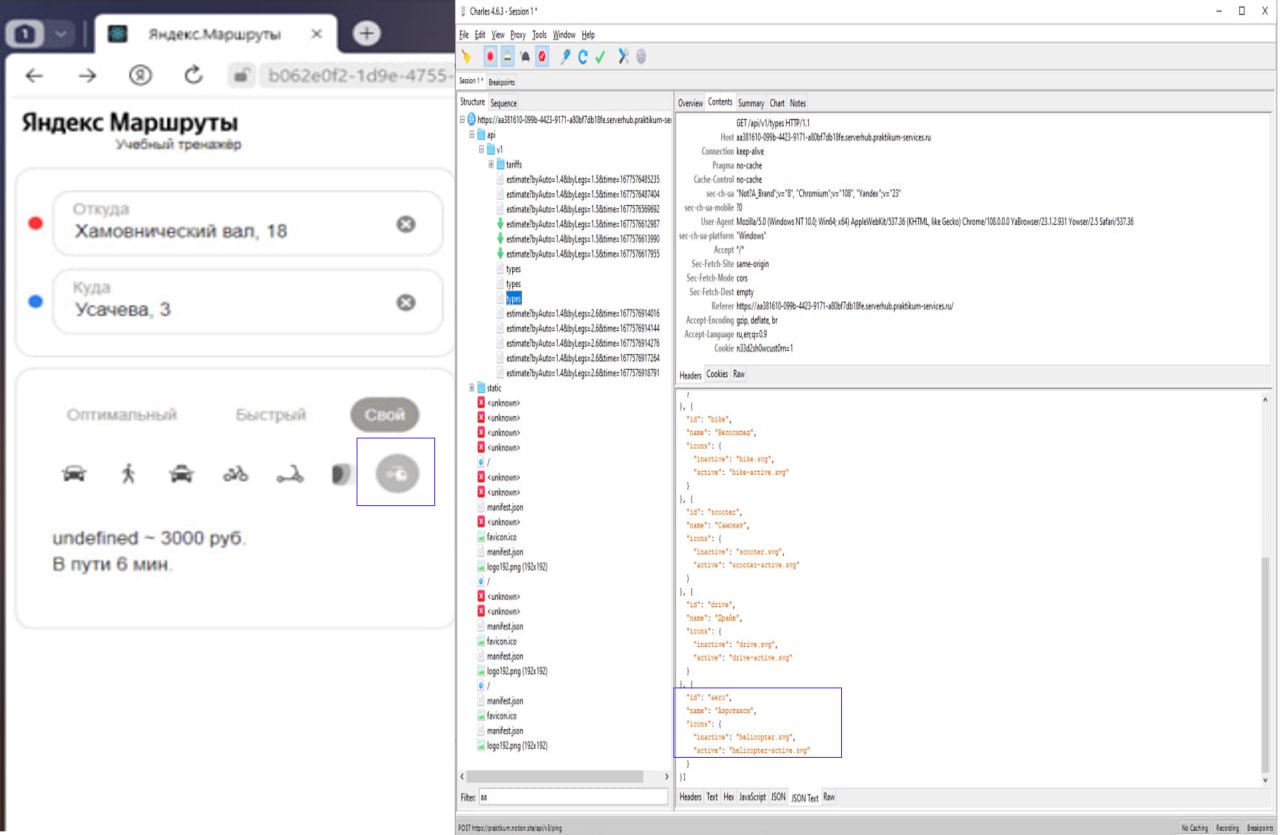 1
Яндекс.Маршруты
b062e0f2-1d9e-4755-
Яндекс Маршруты
Учебный тренажёр
Откуда
Хамовнический вал, 18
Куда
Усачева, 3
Оптимальный Быстрый Свой
undefined ~ 3000 руб.
В пути 6 мин.
Charles 4.6.3 - Session 1 *
File Edit View Proxy Tools Window Help
Session 1 * Breakpoints
Structure Sequence
https://aa381610-099b-4423-9171-a80bf7db18fe.serverhub.praktikum-se
api
v1
tariffs
estimate?byAuto=1.4&byLegs=1.5&time=1677576485235
estimate?byAuto=1.4&byLegs=1.5&time=1677576487404
estimate?byAuto=1.4&byLegs=1.5&time=1677576569692
estimate?byAuto=1.4&byLegs=1.5&time=1677576612987
estimate?byAuto=1.4&byLegs=1.5&time=1677576613990
estimate?byAuto=1.4&byLegs=1.5&time=1677576617955
types
types
types
estimate?byAuto=1.4&byLegs=2.6&time=1677576914016
estimate?byAuto=1.4&byLegs=2.6&time=1677576914144
estimate?byAuto=1.4&byLegs=2.6&time=1677576914276
estimate?byAuto=1.4&byLegs=2.6&time=1677576917264
estimate?byAuto=1.4&byLegs=2.6&time=1677576918791
static
<unknown>
<unknown>
<unknown>
<unknown>
/
<unknown>
<unknown>
manifest.json
<unknown>
favicon.ico
manifest.json
logo192.png (192x192)
/
<unknown>
<unknown>
manifest.json
favicon.ico
manifest.json
logo192.png (192x192)
/
manifest.json
favicon.ico
manifest.json
logo192.png (192x192)
Filter: aa
Overview Contents Summary Chart Notes
GET /api/v1/types HTTP/1.1
Host aa381610-099b-4423-9171-a80bf7db18fe.serverhub.praktikum-services.ru
Connection keep-alive
Pragma no-cache
Cache-Control no-cache
sec-ch-ua "Not?A_Brand";v="8", "Chromium";v="108", "Yandex";v="23"
sec-ch-ua-mobile ?0
User-Agent Mozilla/5.0 (Windows NT 10.0; Win64; x64) AppleWebKit/537.36 (KHTML, like Gecko) Chrome/108.0.0.0 YaBrowser/23.1.2.931 Yowser/2.5 Safari/537.36
sec-ch-ua-platform "Windows"
Accept */*
Sec-Fetch-Site same-origin
Sec-Fetch-Mode cors
Sec-Fetch-Dest empty
Referer https://aa381610-099b-4423-9171-a80bf7db18fe.serverhub.praktikum-services.ru/
Accept-Encoding gzip, deflate, br
Accept-Language ru,en;q=0.9
Cookie n33d2sh0wcust0m=1
Headers Cookies Raw
}
}, {
"id": "bike",
"name": "Велосипед",
"icons": {
"inactive": "bike.svg",
"active": "bike-active.svg"
}
}, {
"id": "scooter",
"name": "Самокат",
"icons": {
"inactive": "scooter.svg",
"active": "scooter-active.svg"
}
}, {
"id": "drive",
"name": "Драйв",
"icons": {
"inactive": "drive.svg",
"active": "drive-active.svg"
}
}, {
"id": "aero",
"name": "Аэротакси",
"icons": {
"inactive": "helicopter.svg",
"active": "helicopter-active.svg"
}
}]
Headers Text Hex JavaScript JSON JSON Text Raw
POST https://praktikum.notion.site/api/v3/ping
No Caching Recording Breakpoints